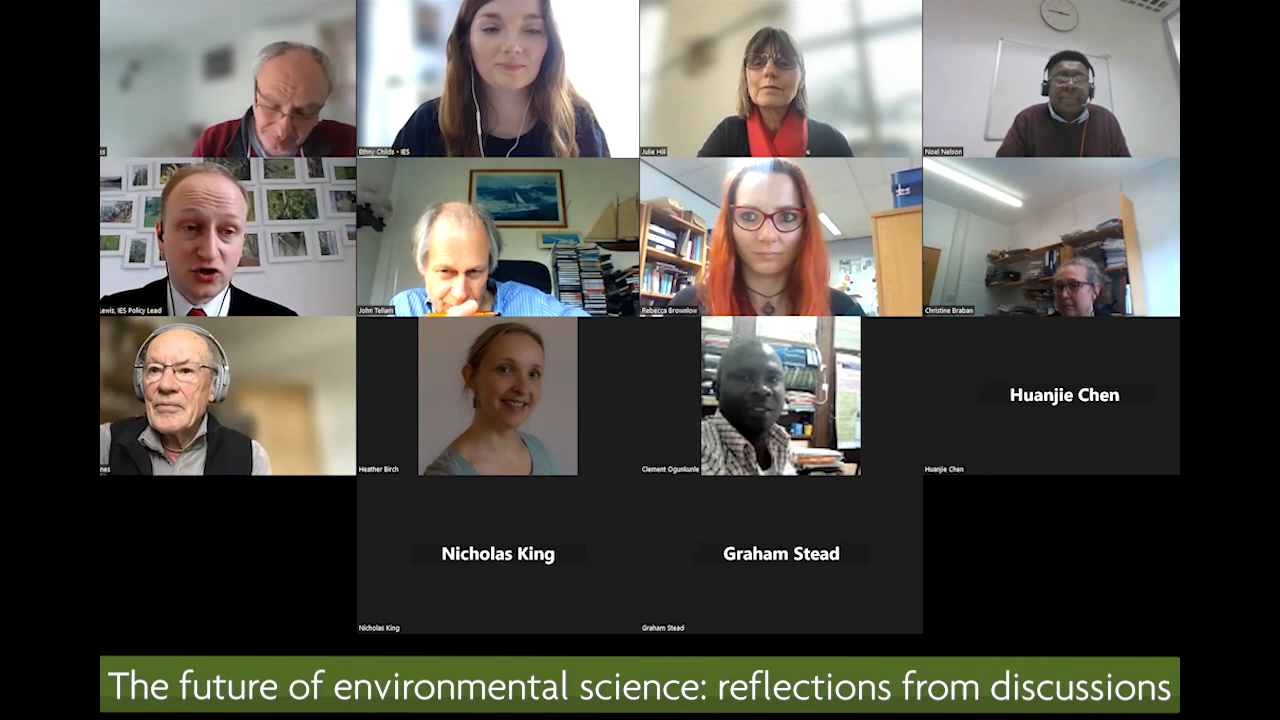 Ethny Childs - IES
Julie Hill
Noel Nelson
Lewis, IES Policy Lead
John Tellam
Rebecca Brownlow
Christine Braban
Heather Birch
Clement Ogunkunle
Huanjie Chen
Huanjie Chen
Nicholas King
Graham Stead
Nicholas King
Graham Stead
The future of environmental science: reflections from discussions